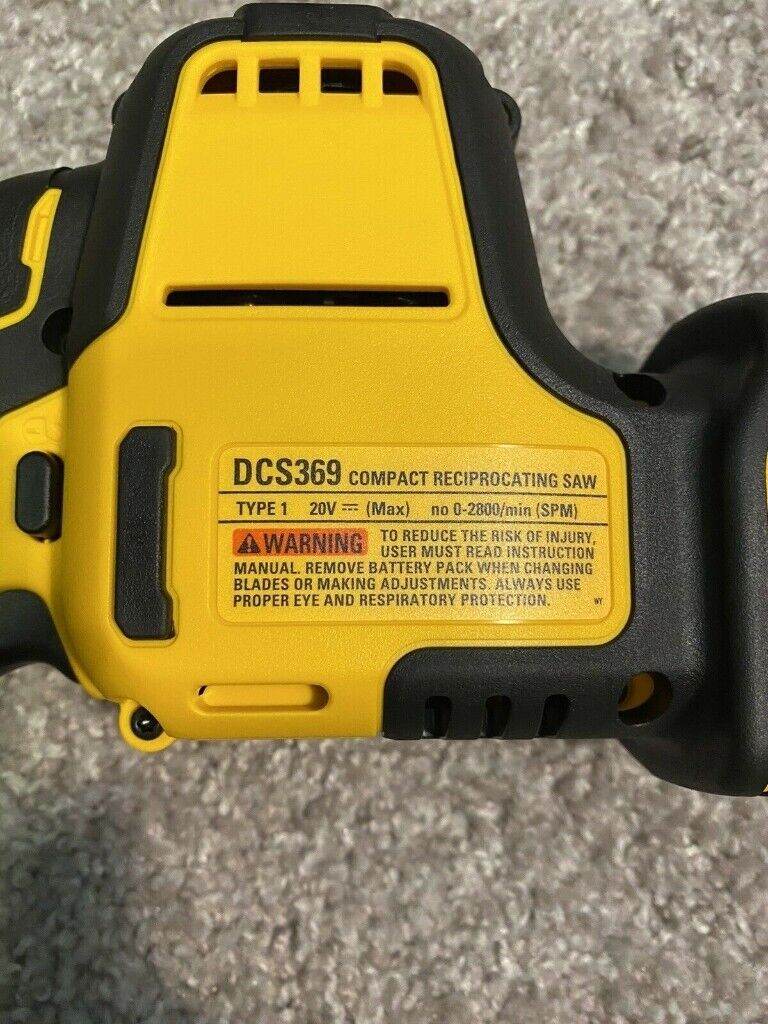 DCS369 COMPACT RECIPROCATING SAW
TYPE 1 20V ⎓ (Max) no 0-2800/min (SPM)
⚠WARNING TO REDUCE THE RISK OF INJURY,
USER MUST READ INSTRUCTION
MANUAL. REMOVE BATTERY PACK WHEN CHANGING
BLADES OR MAKING ADJUSTMENTS. ALWAYS USE
PROPER EYE AND RESPIRATORY PROTECTION. WY